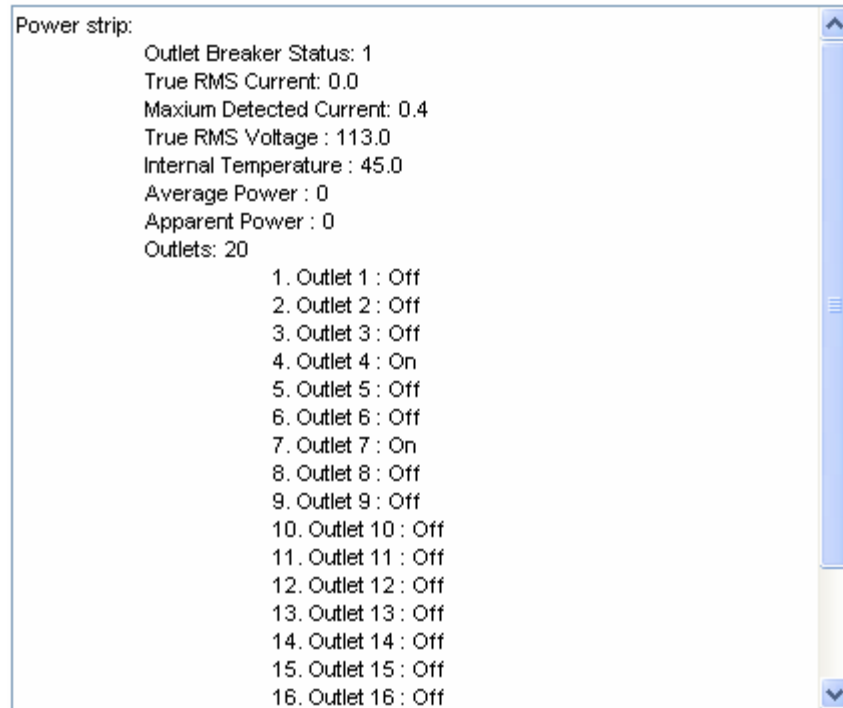 Power strip:
Outlet Breaker Status: 1
True RMS Current: 0.0
Maxium Detected Current: 0.4
True RMS Voltage : 113.0
Internal Temperature : 45.0
Average Power : 0
Apparent Power : 0
Outlets: 20
1. Outlet 1 : Off
2. Outlet 2 : Off
3. Outlet 3 : Off
4. Outlet 4 : On
5. Outlet 5 : Off
6. Outlet 6 : Off
7. Outlet 7 : On
8. Outlet 8 : Off
9. Outlet 9 : Off
10. Outlet 10 : Off
11. Outlet 11 : Off
12. Outlet 12 : Off
13. Outlet 13 : Off
14. Outlet 14 : Off
15. Outlet 15 : Off
16. Outlet 16 : Off